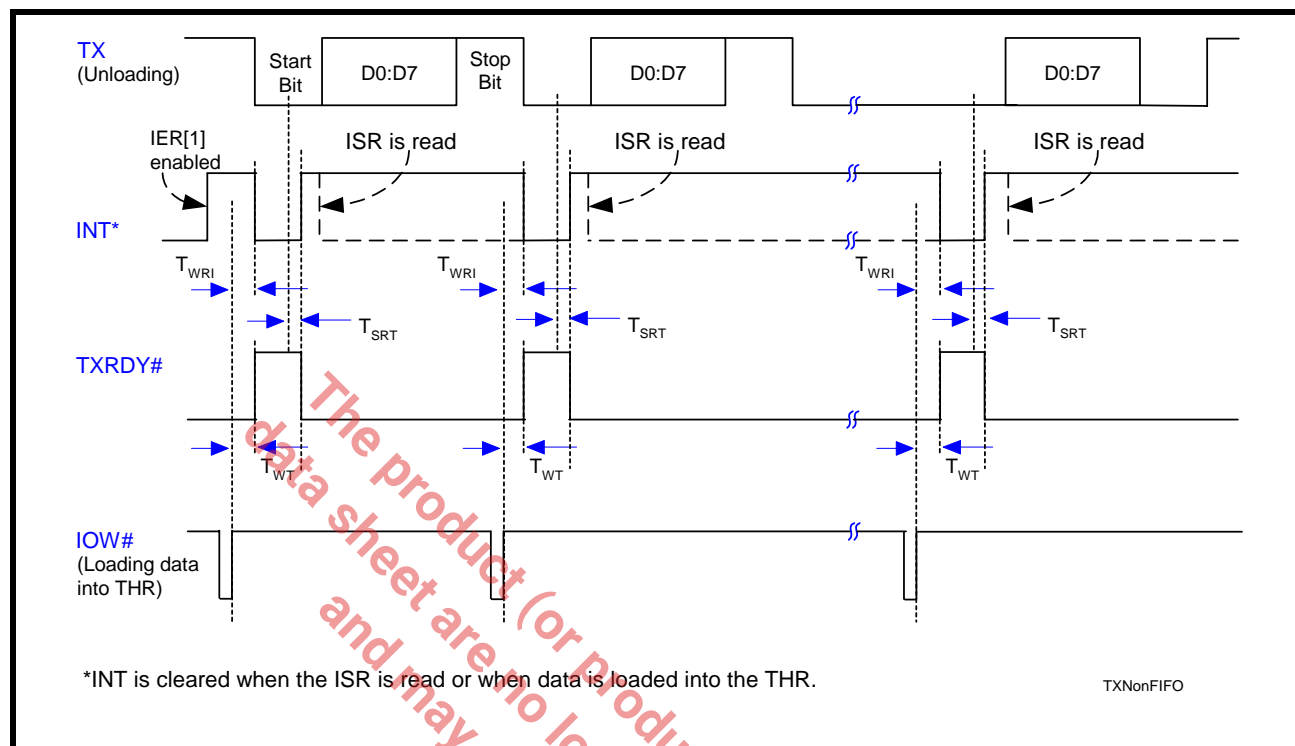 TX
(Unloading)
Start
Bit
D0:D7
Stop
Bit
D0:D7
D0:D7
IER[1]
enabled
ISR is read
ISR is read
ISR is read
INT*
TWRI
TWRI
TWRI
TSRT
TSRT
TSRT
TXRDY#
TWT
TWT
TWT
IOW#
(Loading data
into THR)
The product (or produ
data sheet are no lo
and may
*INT is cleared when the ISR is read or when data is loaded into the THR.
TXNonFIFO